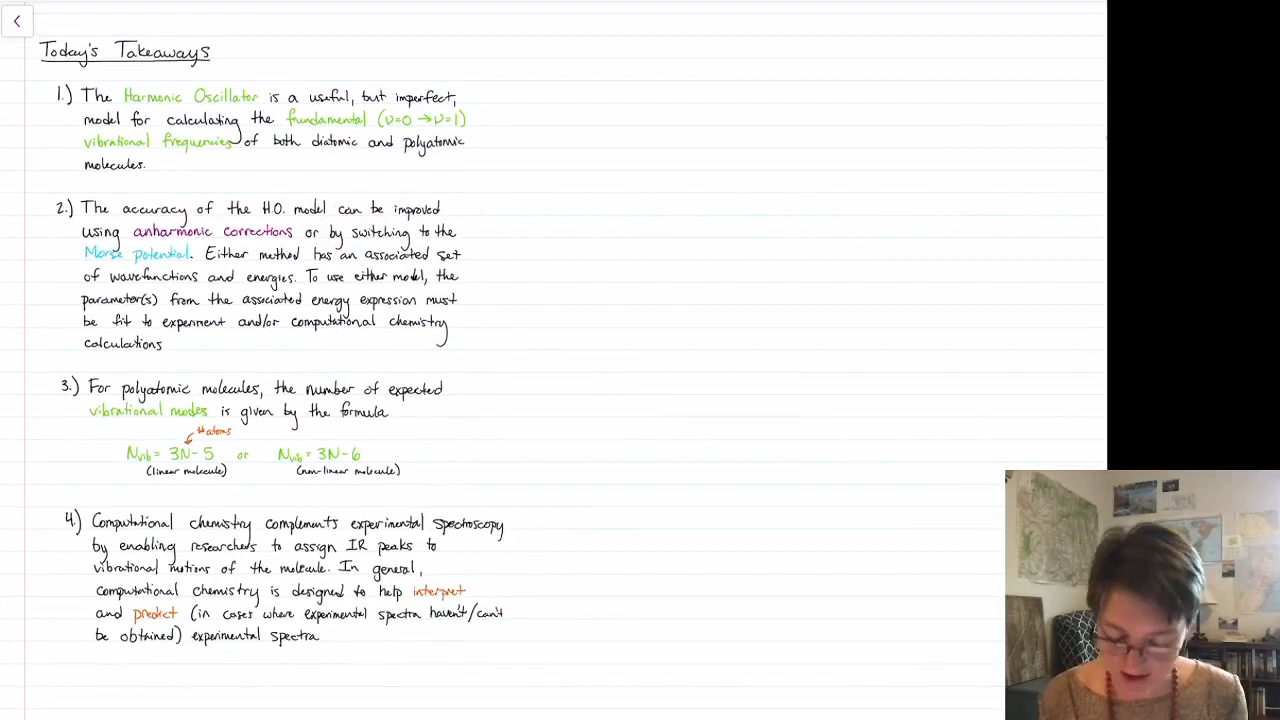 Today's Takeaways
1.) The Harmonic Oscillator is a useful, but imperfect,
model for calculating the fundamental (ν=0 → ν=1)
vibrational frequencies of both diatomic and polyatomic
molecules.
2.) The accuracy of the H.O. model can be improved
using anharmonic corrections or by switching to the
Morse potential. Either method has an associated set
of wavefunctions and energies. To use either model, the
parameter(s) from the associated energy expression must
be fit to experiment and/or computational chemistry
calculations
3.) For polyatomic molecules, the number of expected
vibrational modes is given by the formula
# atoms
Nvib = 3N-5 or Nvib = 3N-6
(linear molecule) (non-linear molecule)
4.) Computational chemistry complements experimental spectroscopy
by enabling researchers to assign IR peaks to
vibrational motions of the molecule. In general,
computational chemistry is designed to help interpret
and predict (in cases where experimental spectra haven't/can't
be obtained) experimental spectra